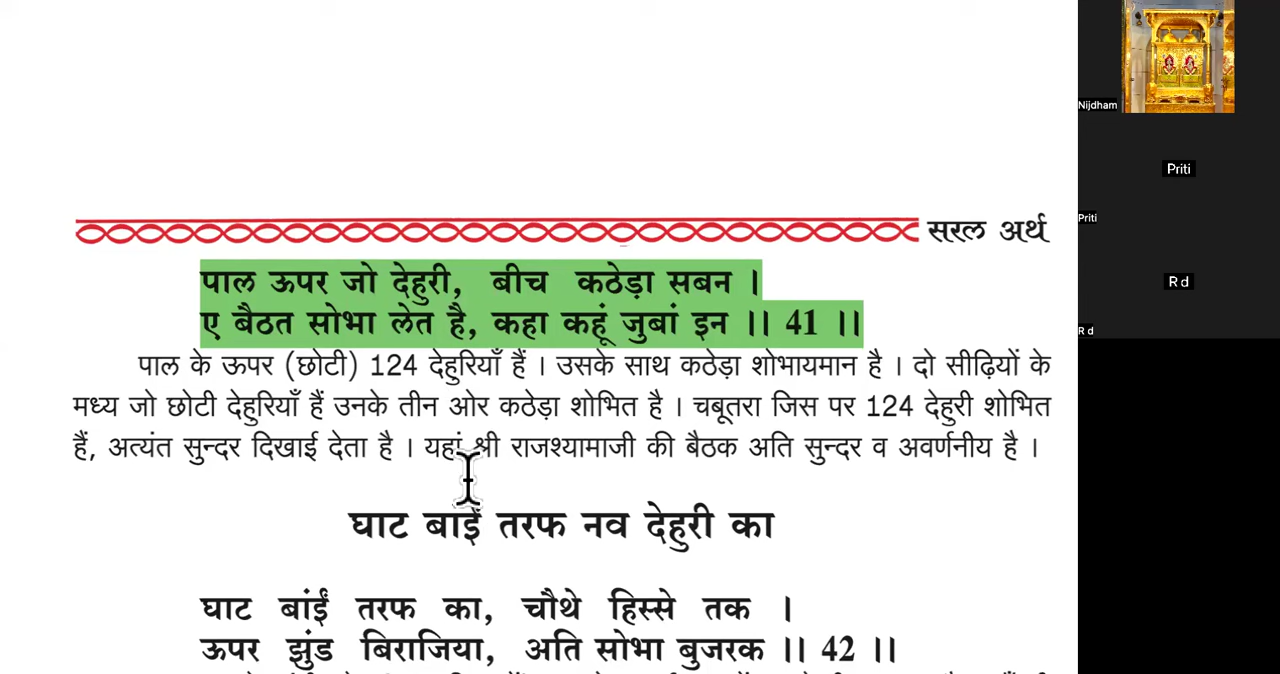 सरल अर्थ
पाल ऊपर जो देहुरी, बीच कठेड़ा सबन ।
ए बैठत सोभा लेत है, कहा कहूं जुबां इन ।। 41 ।।
पाल के ऊपर (छोटी) 124 देहुरियाँ हैं । उसके साथ कठेड़ा शोभायमान है । दो सीढ़ियों के
मध्य जो छोटी देहुरियाँ हैं उनके तीन ओर कठेड़ा शोभित है । चबूतरा जिस पर 124 देहुरी शोभित
हैं, अत्यंत सुन्दर दिखाई देता है । यहां श्री राजश्यामाजी की बैठक अति सुन्दर व अवर्णनीय है ।
घाट बाईं तरफ नव देहुरी का
घाट बांईं तरफ का, चौथे हिस्से तक ।
ऊपर झुंड बिराजिया, अति सोभा बुजरक ।। 42 ।।
Nijdham
Priti
Priti
R d
R d